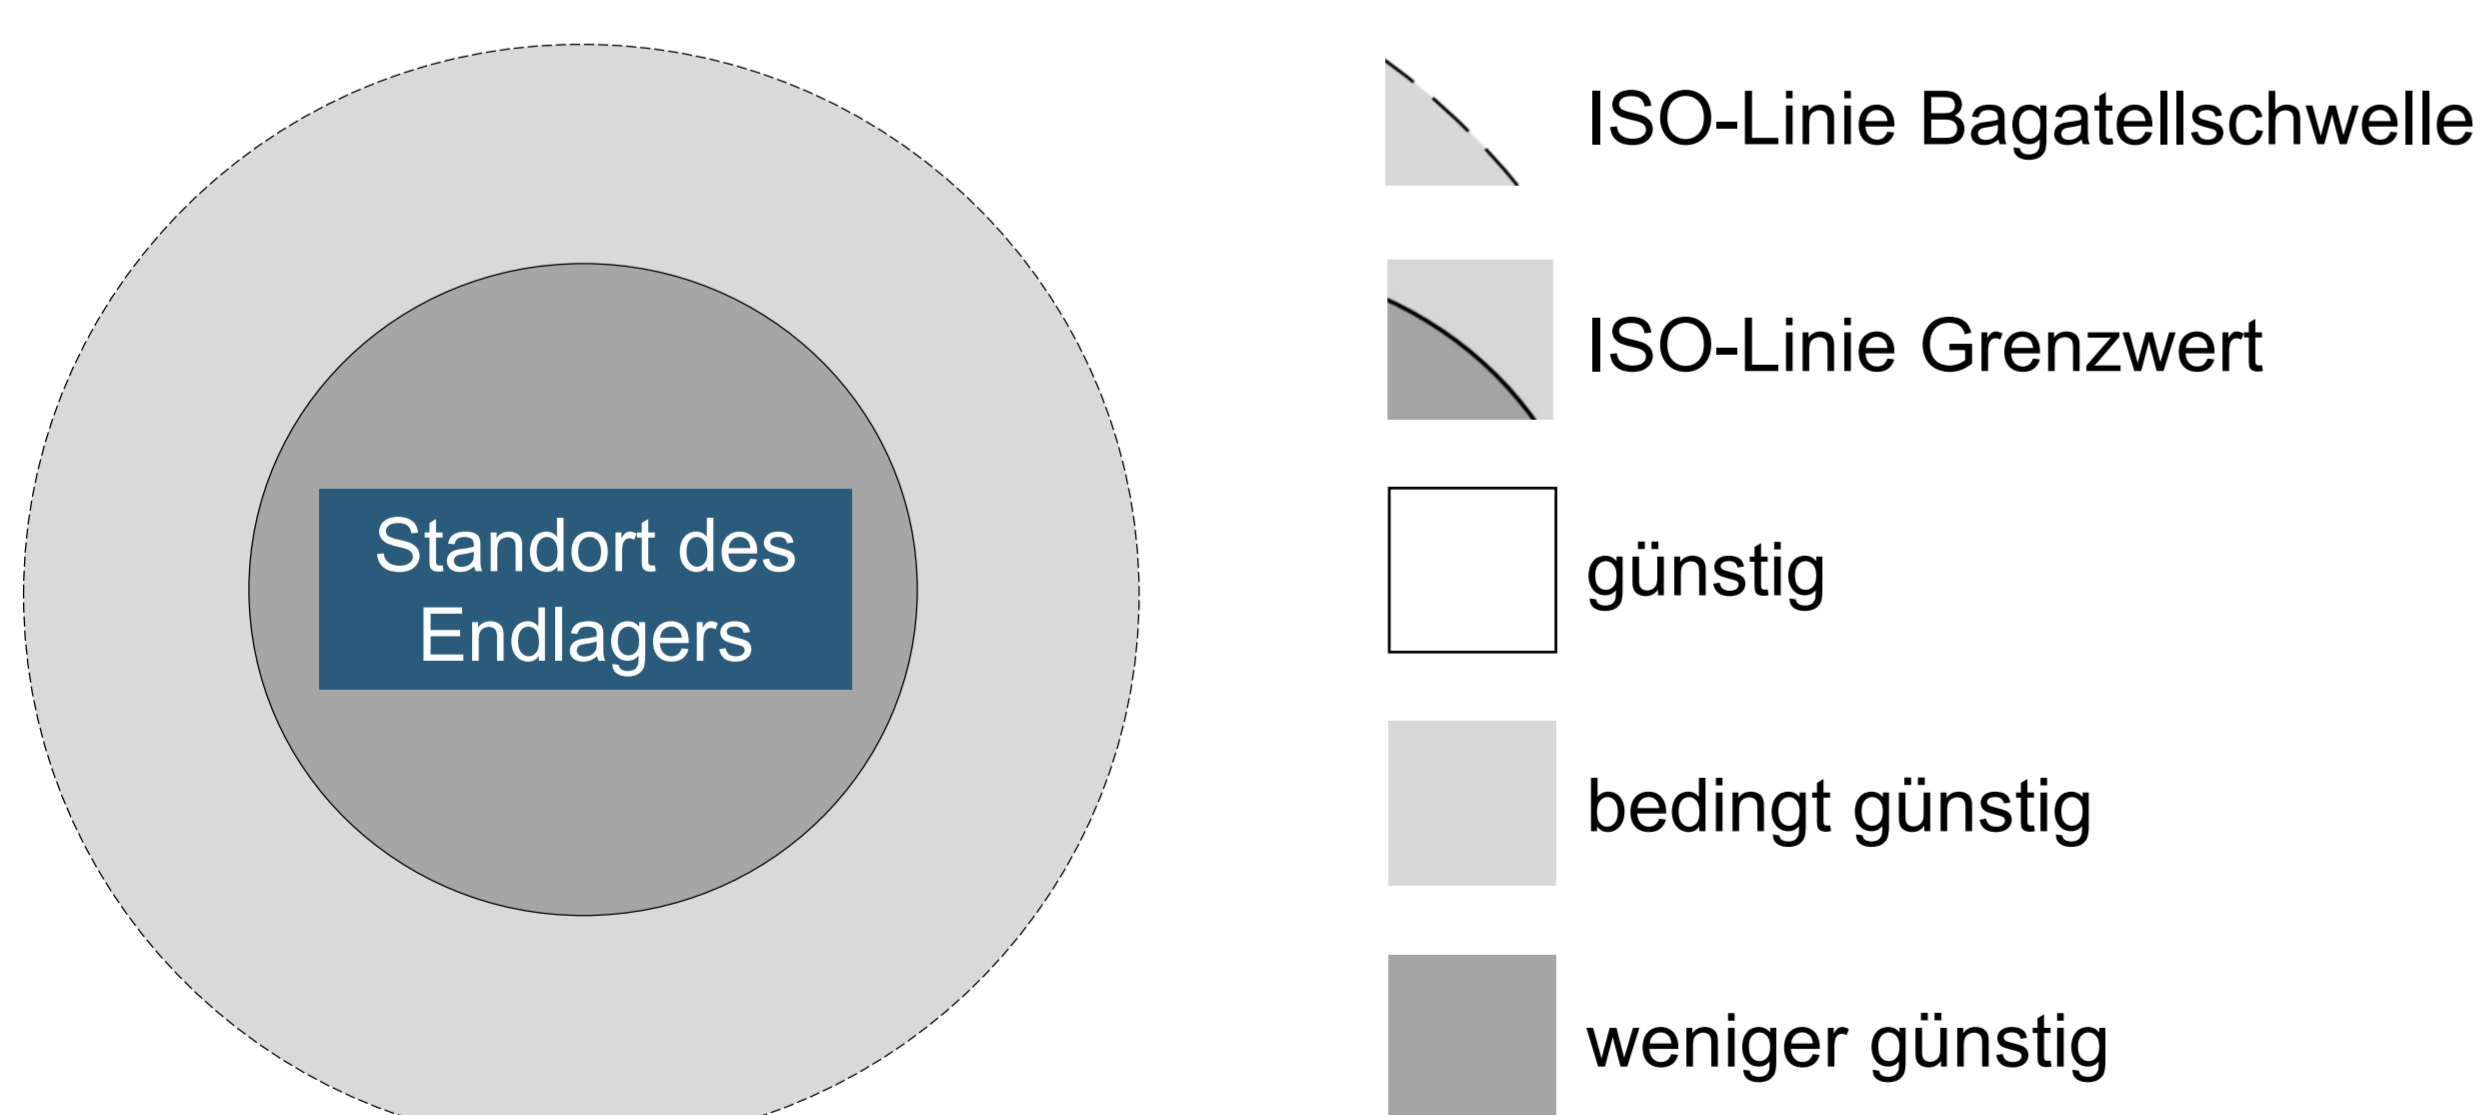 Standort des
Endlagers
ISO-Linie Bagatellschwelle
ISO-Linie Grenzwert
günstig
bedingt günstig
weniger günstig